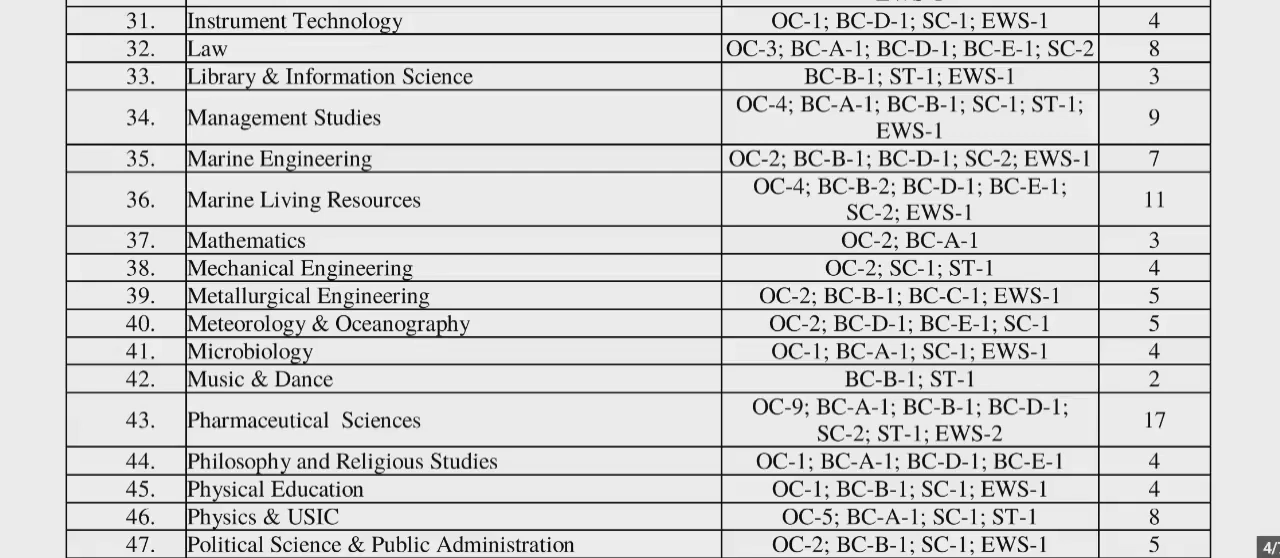 31. Instrument Technology OC-1; BC-D-1; SC-1; EWS-1 4
32. Law OC-3; BC-A-1; BC-D-1; BC-E-1; SC-2 8
33. Library & Information Science BC-B-1; ST-1; EWS-1 3
34. Management Studies OC-4; BC-A-1; BC-B-1; SC-1; ST-1; 9
EWS-1
35. Marine Engineering OC-2; BC-B-1; BC-D-1; SC-2; EWS-1 7
36. Marine Living Resources OC-4; BC-B-2; BC-D-1; BC-E-1; 11
SC-2; EWS-1
37. Mathematics OC-2; BC-A-1 3
38. Mechanical Engineering OC-2; SC-1; ST-1 4
39. Metallurgical Engineering OC-2; BC-B-1; BC-C-1; EWS-1 5
40. Meteorology & Oceanography OC-2; BC-D-1; BC-E-1; SC-1 5
41. Microbiology OC-1; BC-A-1; SC-1; EWS-1 4
42. Music & Dance BC-B-1; ST-1 2
43. Pharmaceutical Sciences OC-9; BC-A-1; BC-B-1; BC-D-1; 17
SC-2; ST-1; EWS-2
44. Philosophy and Religious Studies OC-1; BC-A-1; BC-D-1; BC-E-1 4
45. Physical Education OC-1; BC-B-1; SC-1; EWS-1 4
46. Physics & USIC OC-5; BC-A-1; SC-1; ST-1 8
47. Political Science & Public Administration OC-2; BC-B-1; SC-1; EWS-1 5